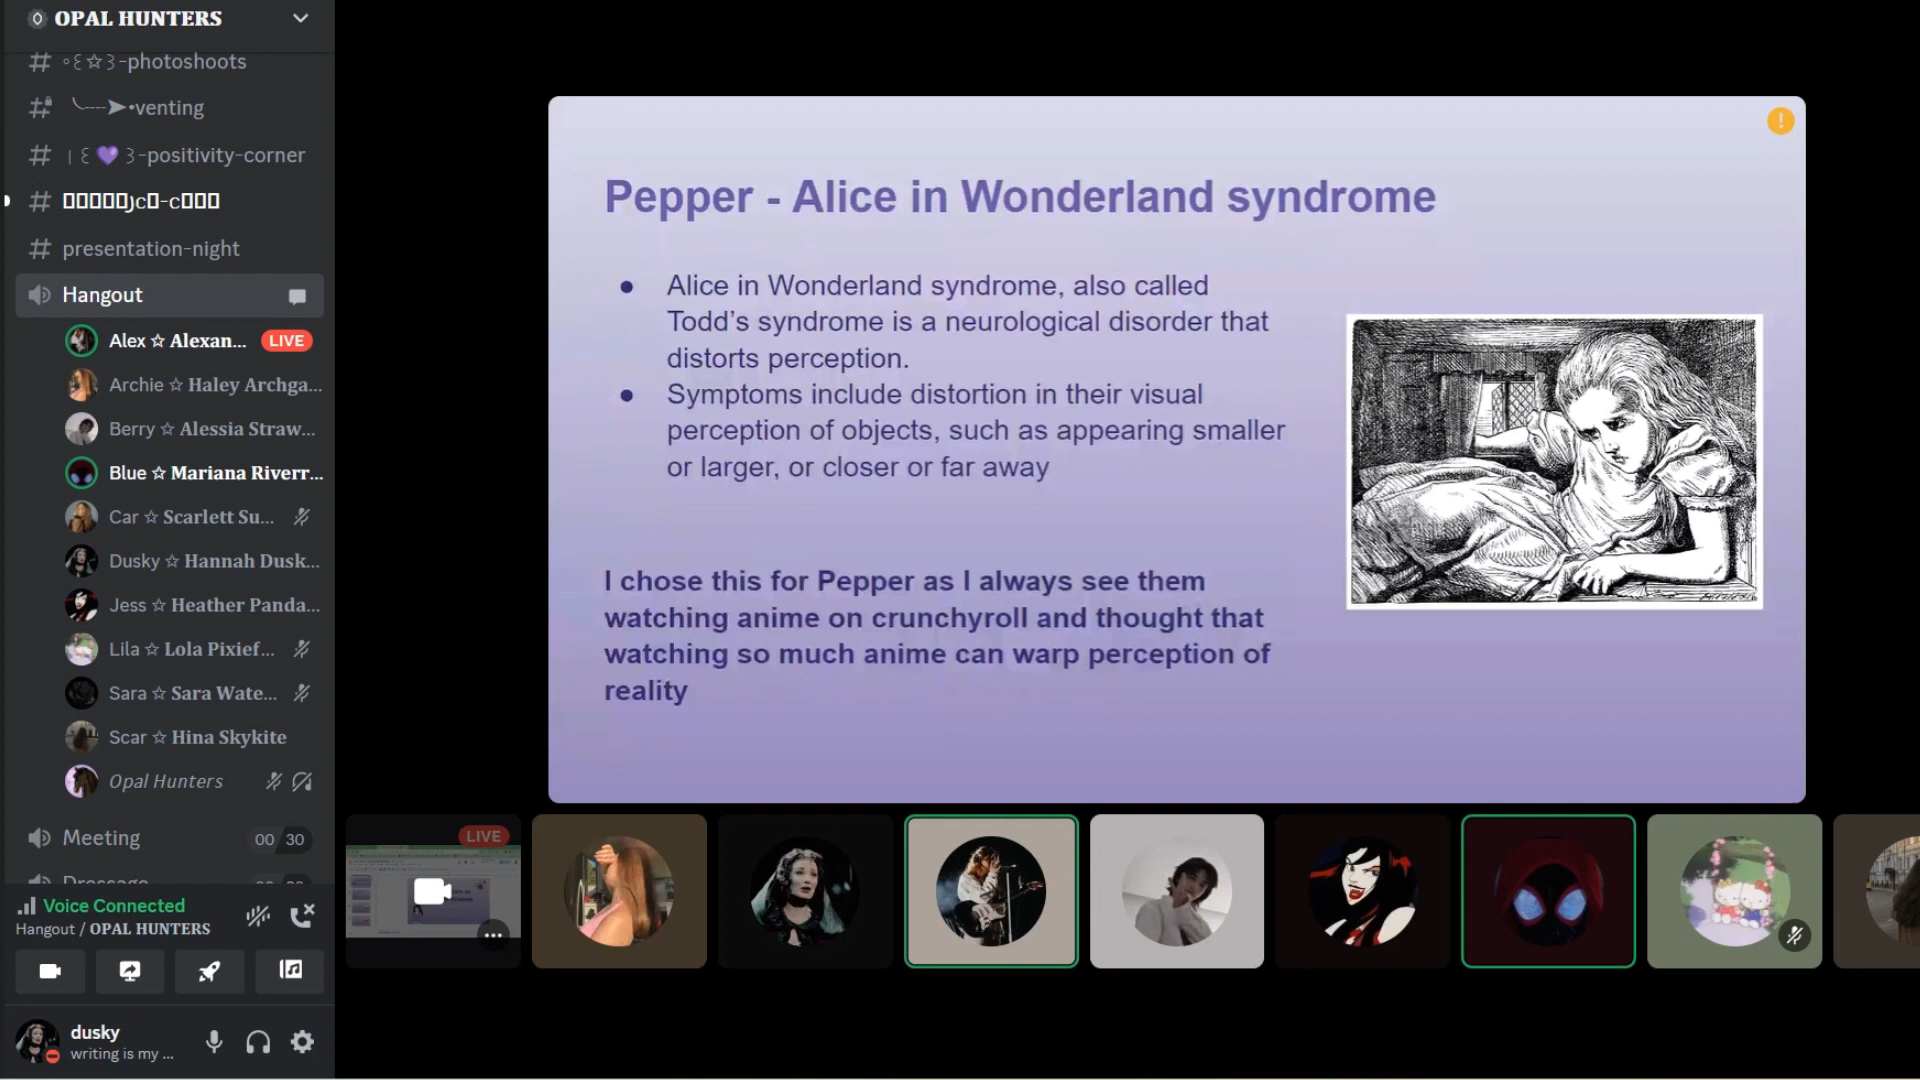 OPAL HUNTERS
◦꒰☆꒱-photoshoots
╰┈➤•venting
꒰💜꒱-positivity-corner
presentation-night
Hangout
Alex ☆ Alexan... LIVE
Archie ☆ Haley Archga...
Berry ☆ Alessia Straw...
Blue ☆ Mariana Riverr...
Car ☆ Scarlett Su...
Dusky ☆ Hannah Dusk...
Jess ☆ Heather Panda...
Lila ☆ Lola Pixief...
Sara ☆ Sara Wate...
Scar ☆ Hina Skykite
Opal Hunters
Meeting 00 30
Voice Connected
Hangout / OPAL HUNTERS
dusky
writing is my ...
Pepper - Alice in Wonderland syndrome
● Alice in Wonderland syndrome, also called
Todd’s syndrome is a neurological disorder that
distorts perception.
● Symptoms include distortion in their visual
perception of objects, such as appearing smaller
or larger, or closer or far away
I chose this for Pepper as I always see them
watching anime on crunchyroll and thought that
watching so much anime can warp perception of
reality
LIVE